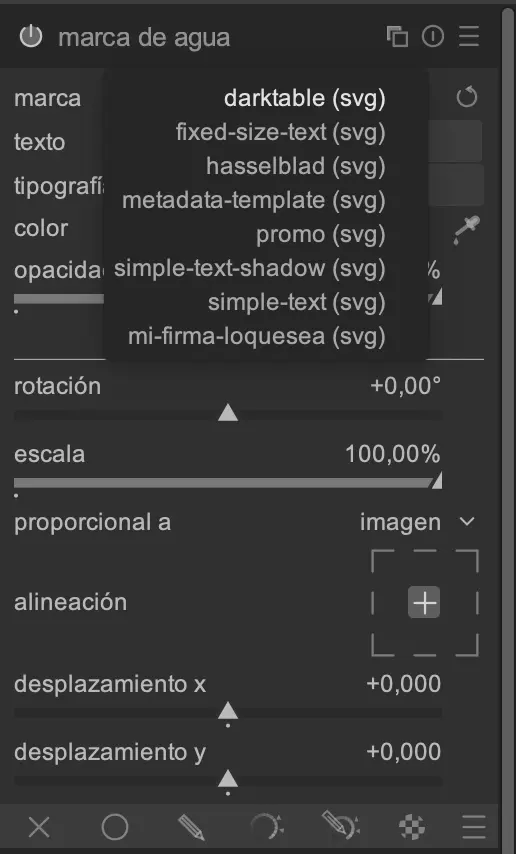 marca de agua
marca
darktable (svg)
texto
fixed-size-text (svg)
hasselblad (svg)
tipografí
metadata-template (svg)
color
promo (svg)
opacida
simple-text-shadow (svg)
%
simple-text (svg)
mi-firma-loquesea (svg)
rotación +0,00°
escala 100,00%
proporcional a imagen
alineación
desplazamiento x +0,000
desplazamiento y +0,000